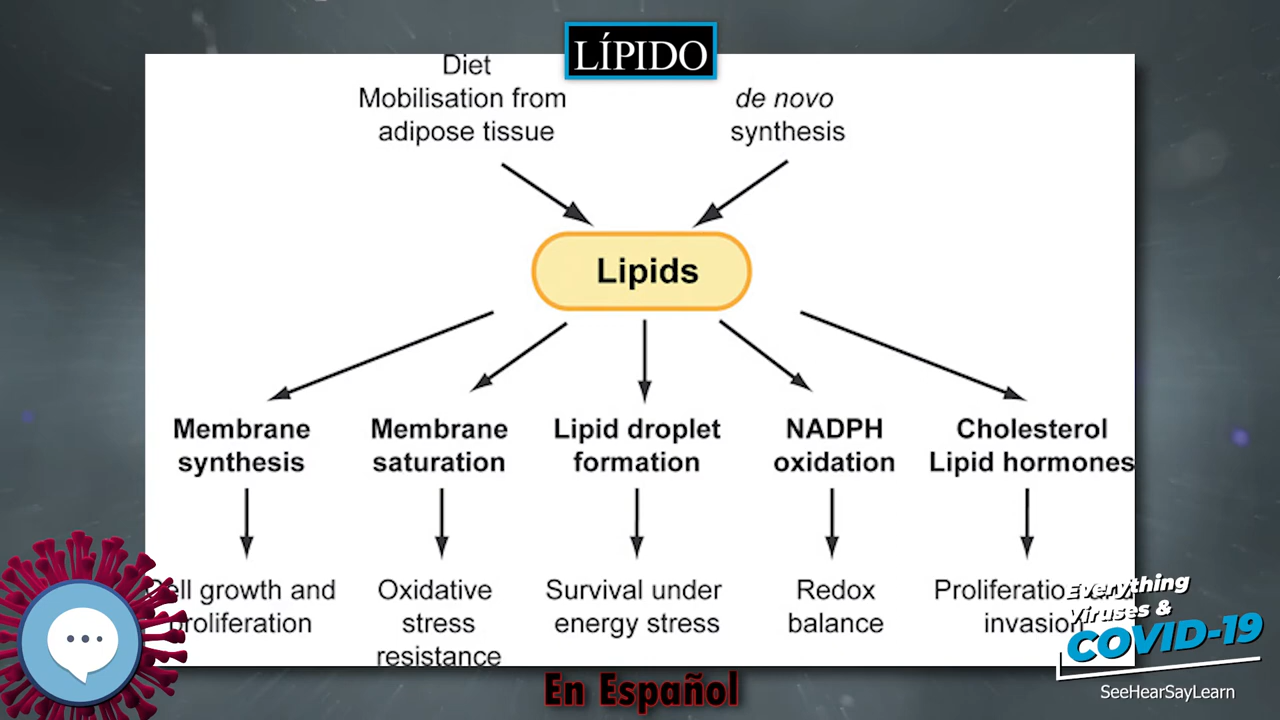 LÍPIDO
Diet
Mobilisation from
adipose tissue
de novo
synthesis
Lipids
Membrane
synthesis
Membrane
saturation
Lipid droplet
formation
NADPH
oxidation
Cholesterol
Lipid hormones
growth and
Oxidative
stress
resistance
Survival under
energy stress
Redox
balance
invasion
Everything
Viruses &
COVID-19
SeeHearSayLearn
En Español